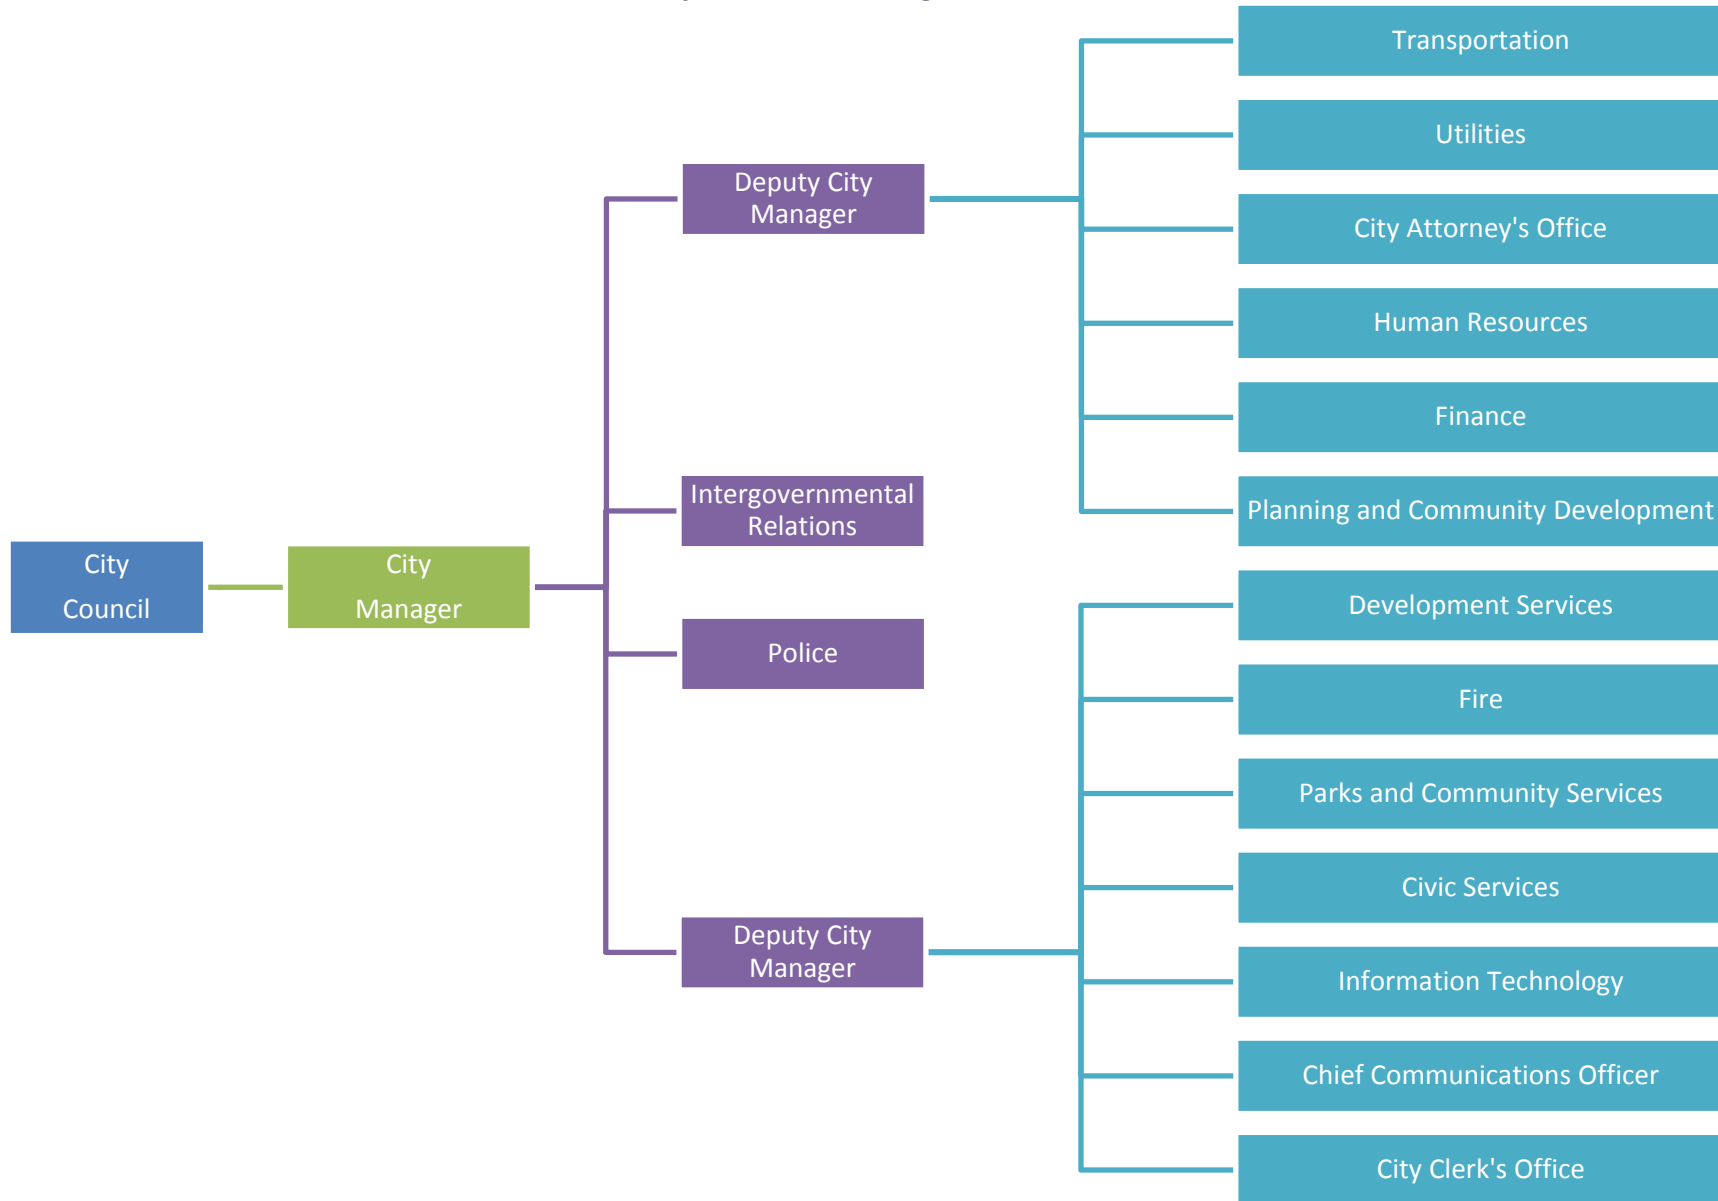 City
Council
City
Manager
Deputy City
Manager
Intergovernmental
Relations
Police
Deputy City
Manager
Transportation
Utilities
City Attorney's Office
Human Resources
Finance
Planning and Community Development
Development Services
Fire
Parks and Community Services
Civic Services
Information Technology
Chief Communications Officer
City Clerk's Office